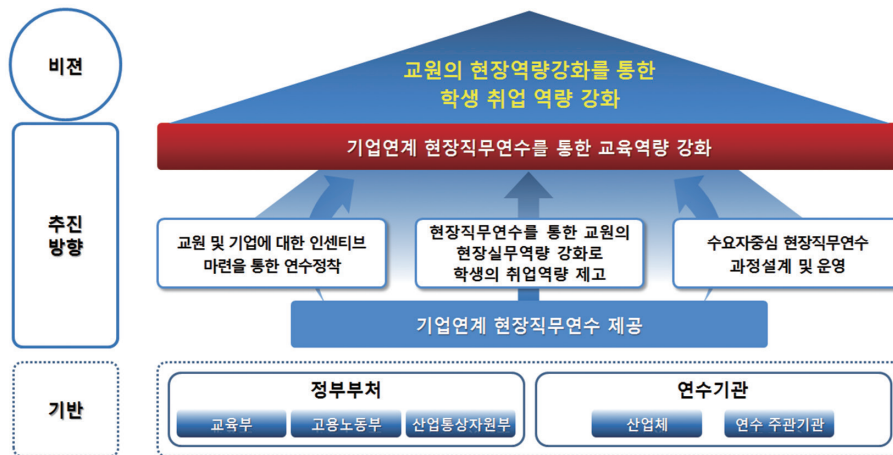 비젼
교원의 현장역량강화를 통한
학생 취업 역량 강화
기업연계 현장직무연수를 통한 교육역량 강화
추진
방향
교원 및 기업에 대한 인센티브
마련을 통한 연수정착
현장직무연수를 통한 교원의
현장실무역량 강화로
학생의 취업역량 제고
수요자중심 현장직무연수
과정설계 및 운영
기업연계 현장직무연수 제공
기반
정부부처
교육부
고용노동부
산업통상자원부
연수기관
산업체
연수 주관기관